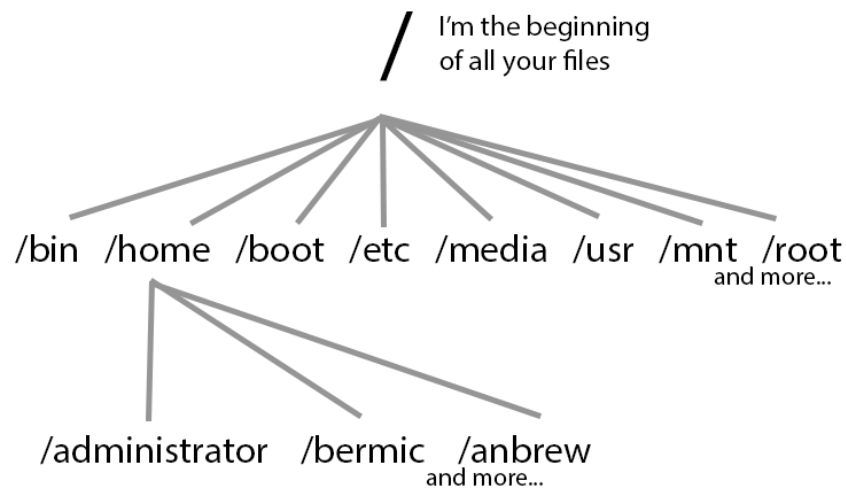 /
I'm the beginning
of all your files
/bin /home /boot /etc /media /usr /mnt /root
and more...
/administrator /bermic /anbrew
and more...